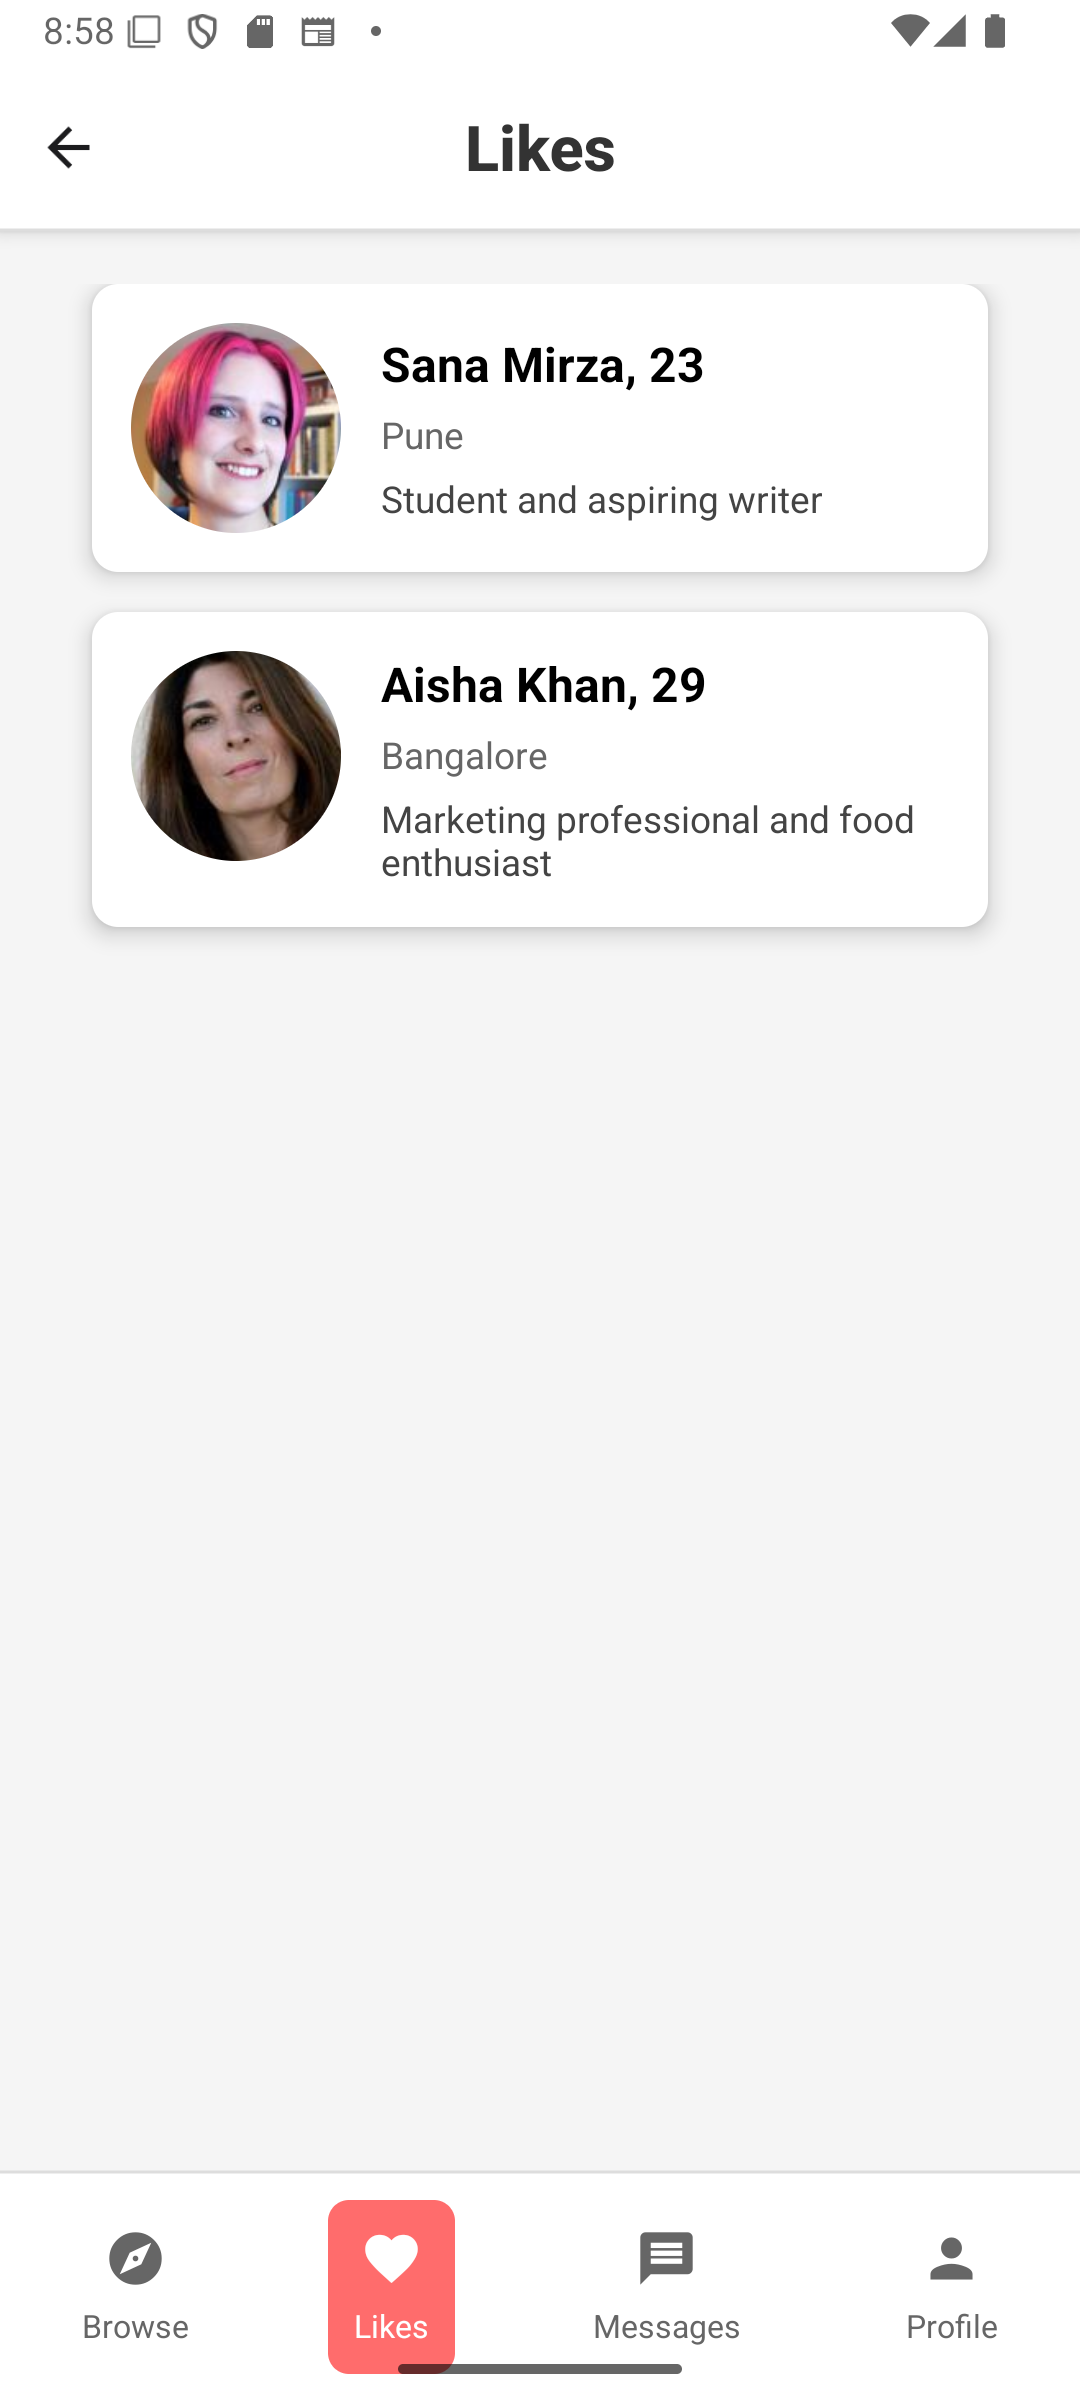 8:58
Likes
Sana Mirza, 23
Pune
Student and aspiring writer
Aisha Khan, 29
Bangalore
Marketing professional and food
enthusiast
Browse
Likes
Messages
Profile